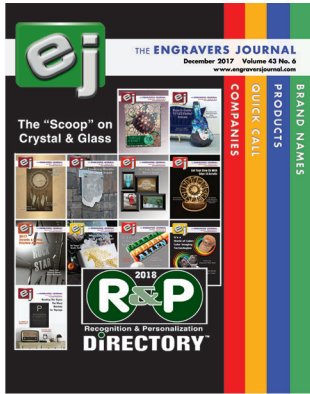 ej
THE ENGRAVERS JOURNAL
December 2017 Volume 43 No. 6
www.engraversjournal.com
The "Scoop" on
Crystal & Glass
COMPANIES
QUICK CALL
PRODUCTS
BRAND NAMES
2018
R&P
Recognition & Personalization
DiRECTORY™